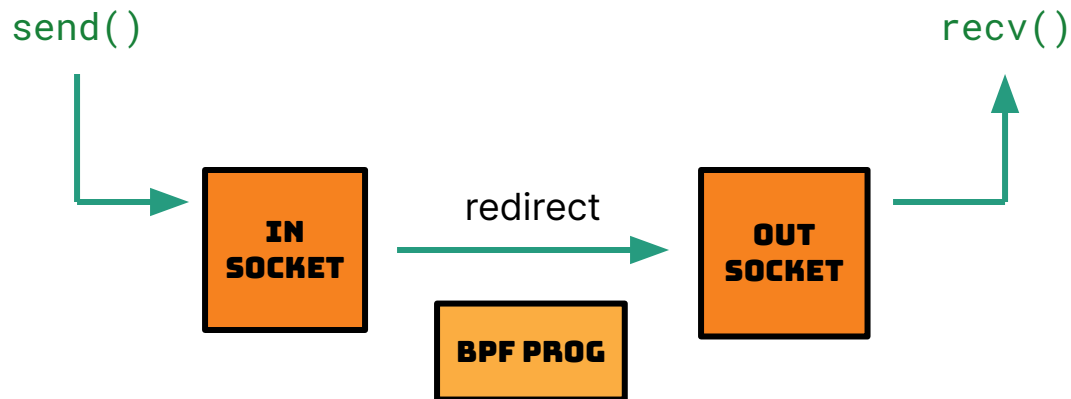 send()
recv()
IN
SOCKET
redirect
OUT
SOCKET
BPF PROG